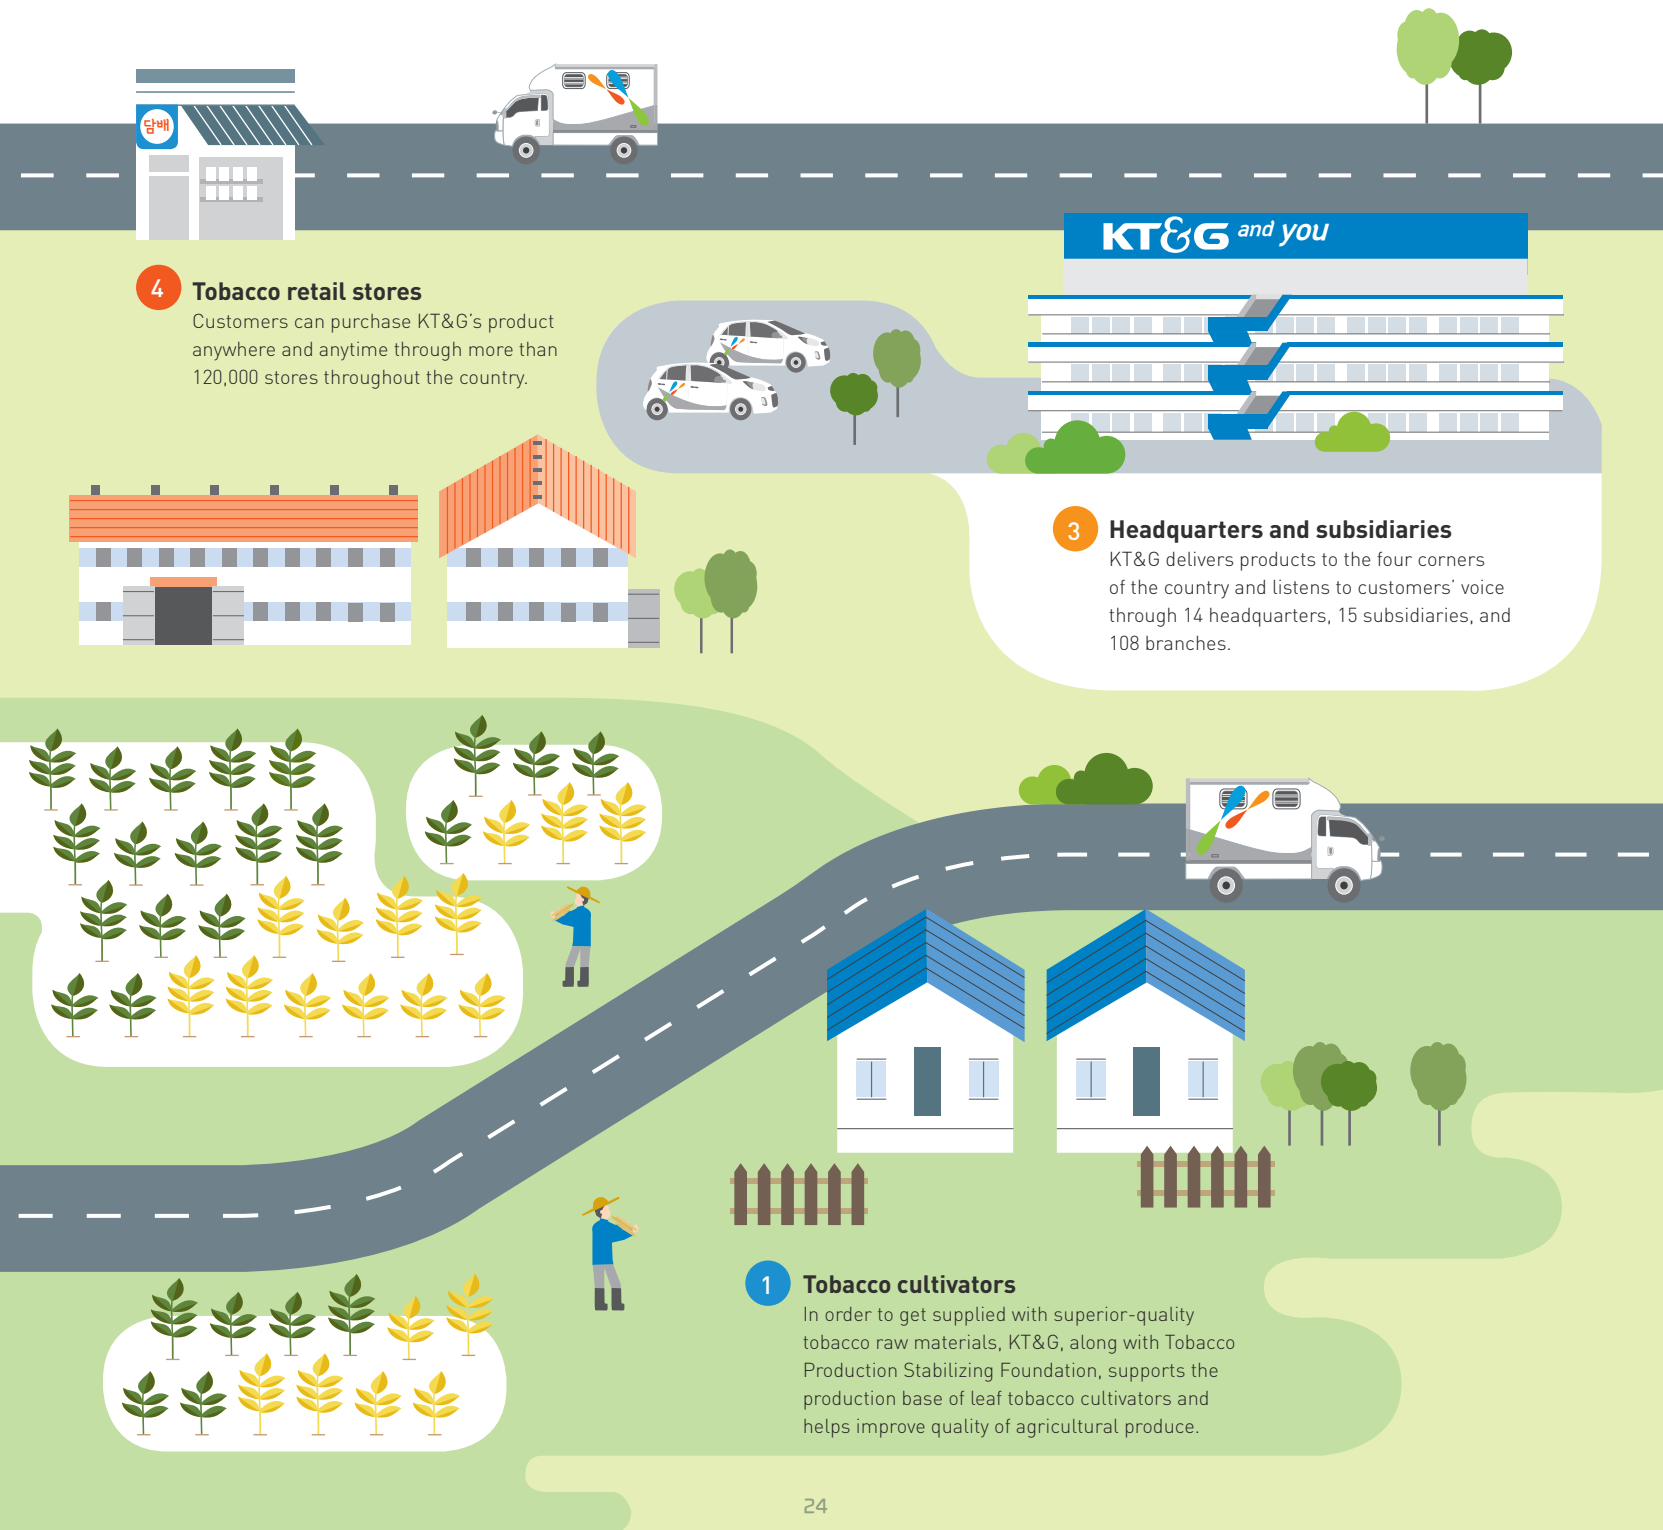 담배
KT&G and you
4
Tobacco retail stores
Customers can purchase KT&G's product
anywhere and anytime through more than
120,000 stores throughout the country.
3
Headquarters and subsidiaries
KT&G delivers products to the four corners
of the country and listens to customers' voice
through 14 headquarters, 15 subsidiaries, and
108 branches.
1
Tobacco cultivators
In order to get supplied with superior-quality
tobacco raw materials, KT&G, along with Tobacco
Production Stabilizing Foundation, supports the
production base of leaf tobacco cultivators and
helps improve quality of agricultural produce.
24